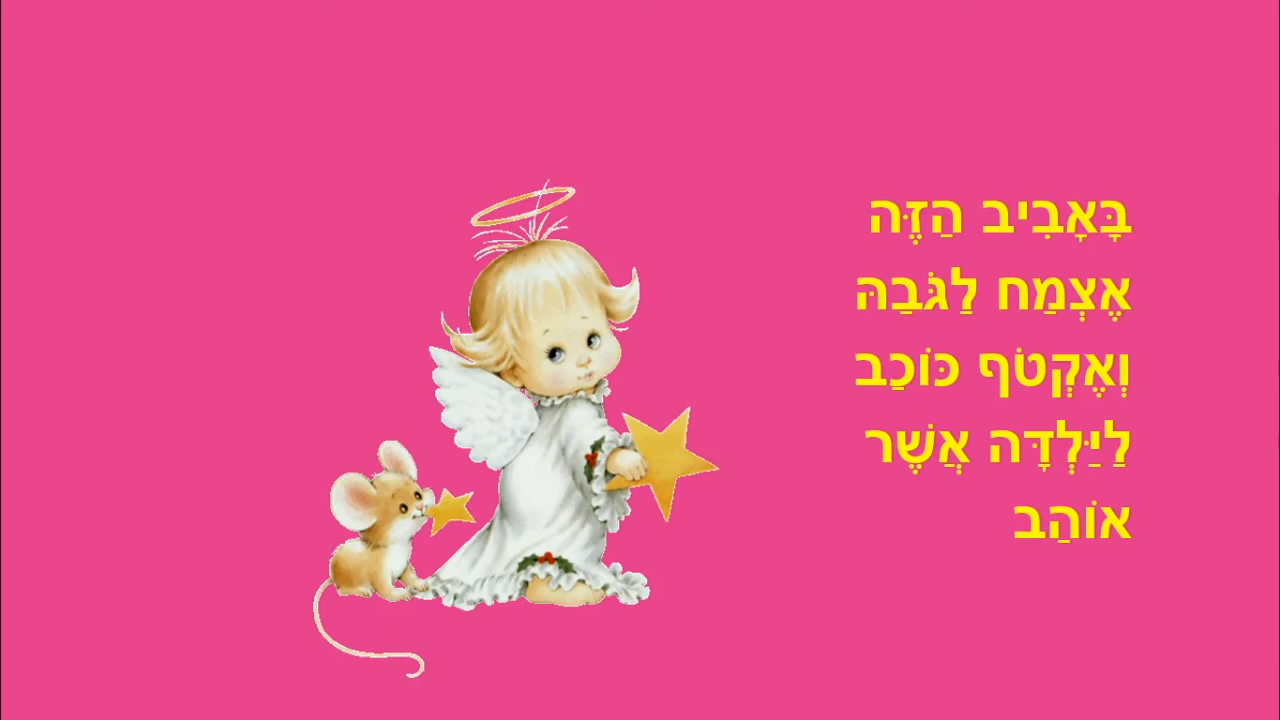 בָּאָבִיב הַזֶּה
אֶצְמַח לַגֹּבַהּ
וְאֶקְטֹף כּוֹכַב
לַיַּלְדָּה אֲשֶׁר
אוֹהַב